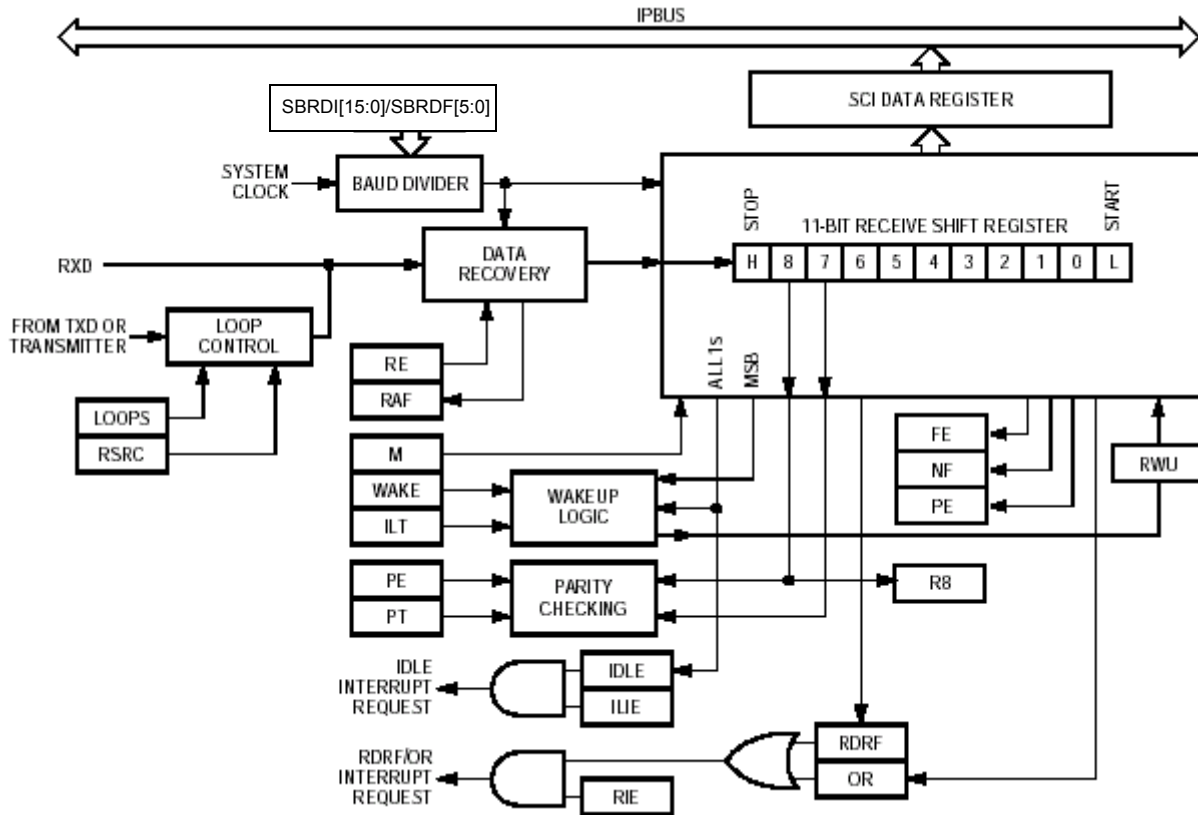 IPBUS
SBRDI[15:0]/SBRDF[5:0]
SCI DATA REGISTER
SYSTEM
CLOCK
BAUD DIVIDER
STOP
11-BIT RECEIVE SHIFT REGISTER
START
H 8 7 6 5 4 3 2 1 0 L
RXD
DATA
RECOVERY
FROM TXD OR
TRANSMITTER
LOOP
CONTROL
RE
RAF
ALL 1s
MSB
LOOPS
RSRC
M
WAKE
ILT
WAKEUP
LOGIC
FE
NF
PE
RWU
PE
PT
PARITY
CHECKING
R8
IDLE
INTERRUPT
REQUEST
IDLE
ILIE
RDRF/OR
INTERRUPT
REQUEST
RIE
RDRF
OR